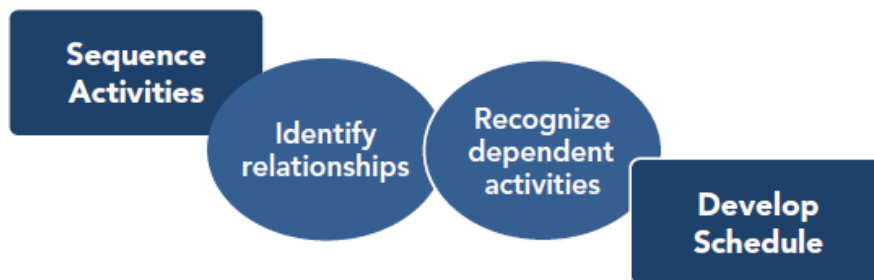 Sequence
Activities
Identify
relationships
Recognize
dependent
activities
Develop
Schedule